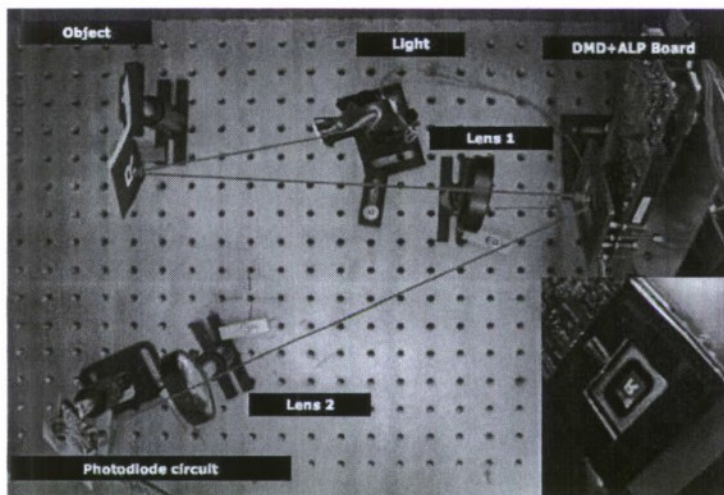 Object
Light
DMD+ALP Board
Lens 1
R
Lens 2
R
Photodiode circuit